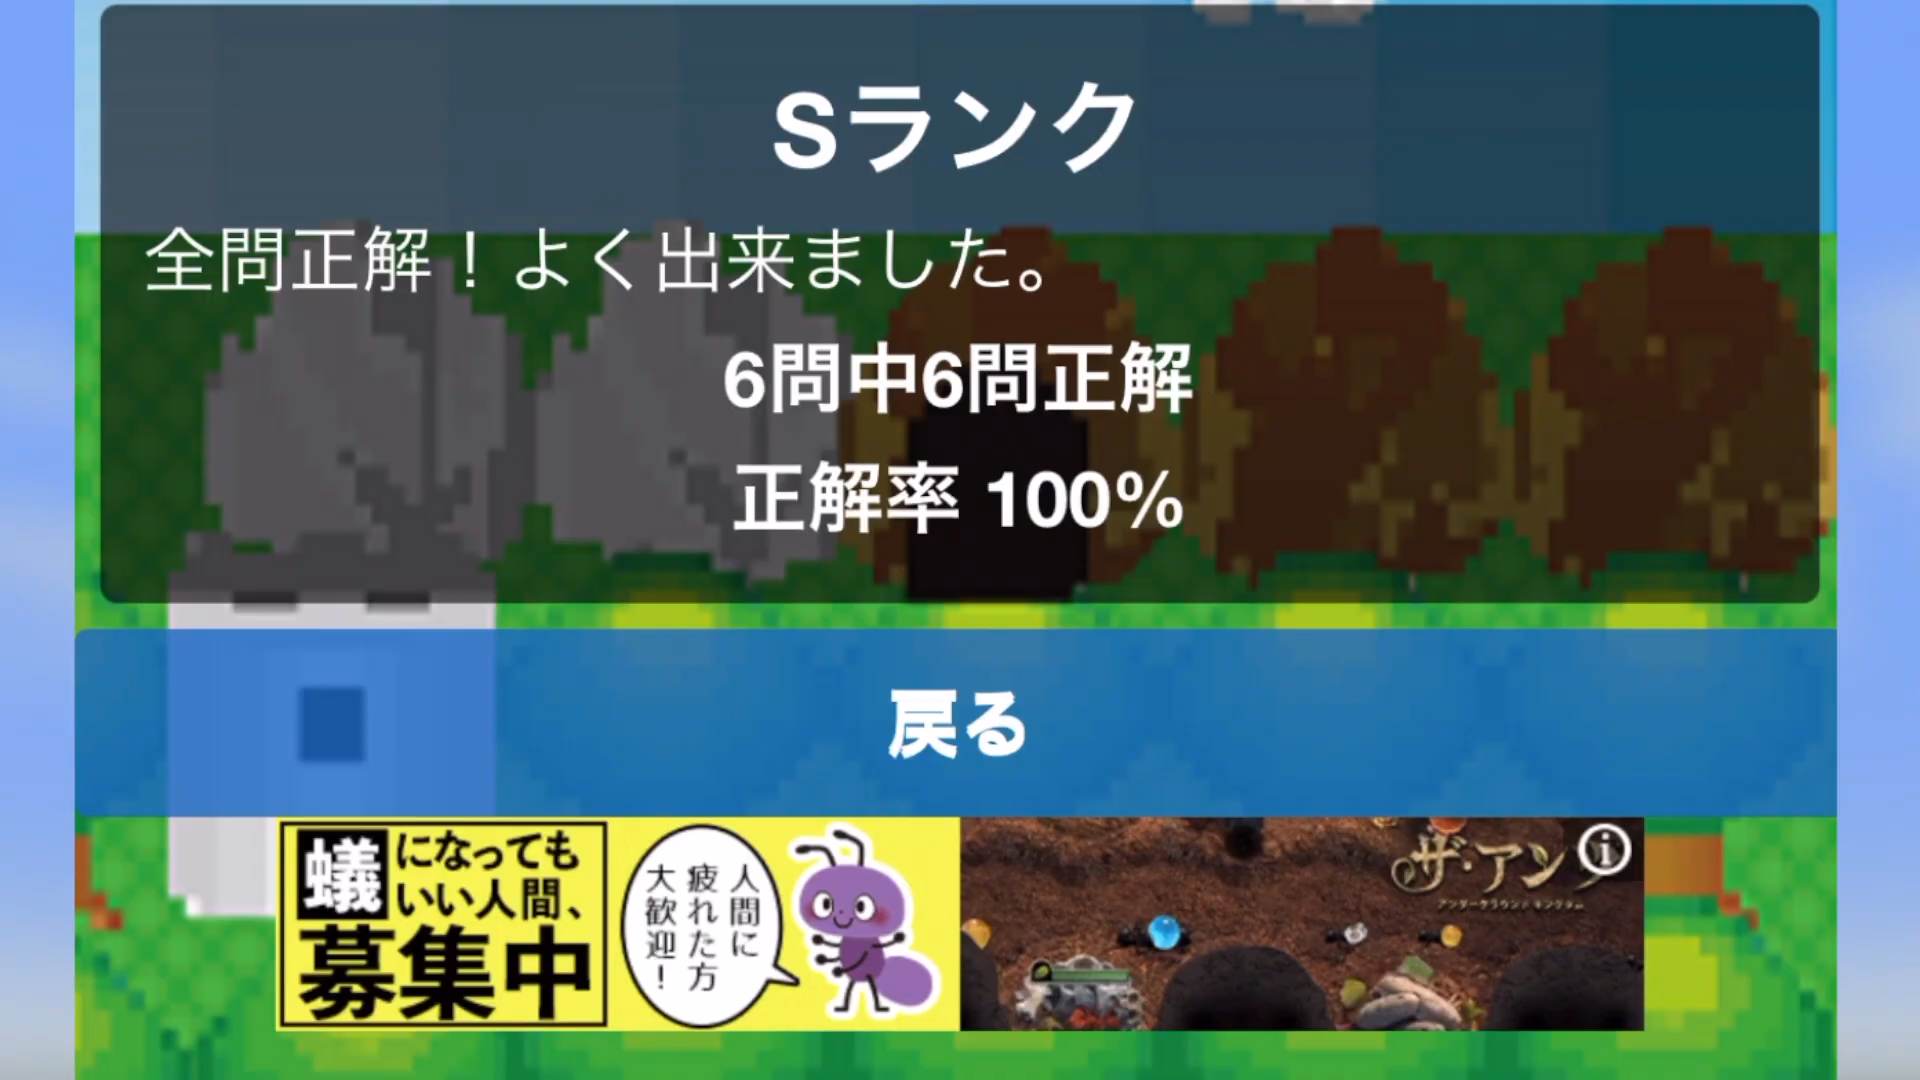 Sランク
全問正解！よく出来ました。
6問中6問正解
正解率 100%
戻る
蟻になっても
いい人間、
募集中
人間に
疲れた方
大歓迎！
ザ・アン